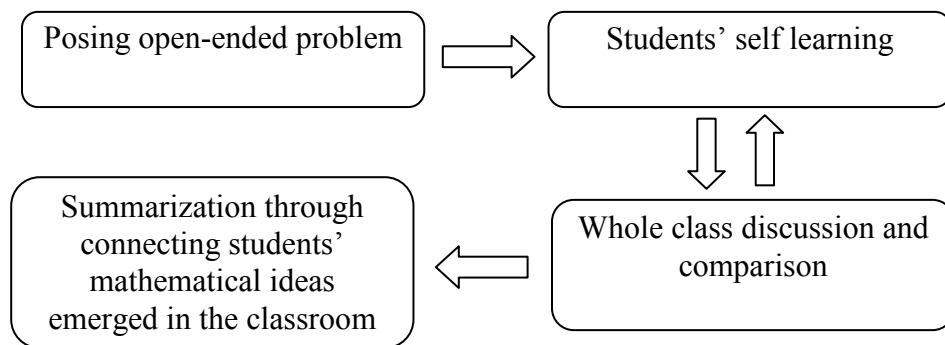 Posing open-ended problem
Students’ self learning
Whole class discussion and
comparison
Summarization through
connecting students’
mathematical ideas
emerged in the classroom